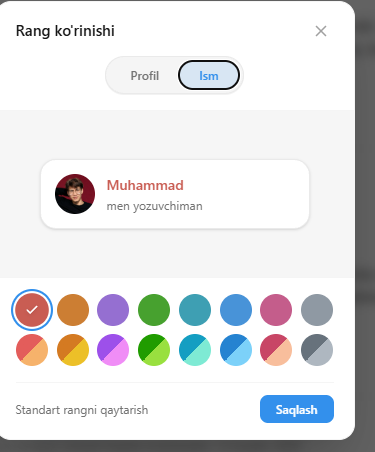 Rang ko'rinishi
Profil
Ism
Muhammad
men yozuvchiman
Standart rangni qaytarish
Saqlash